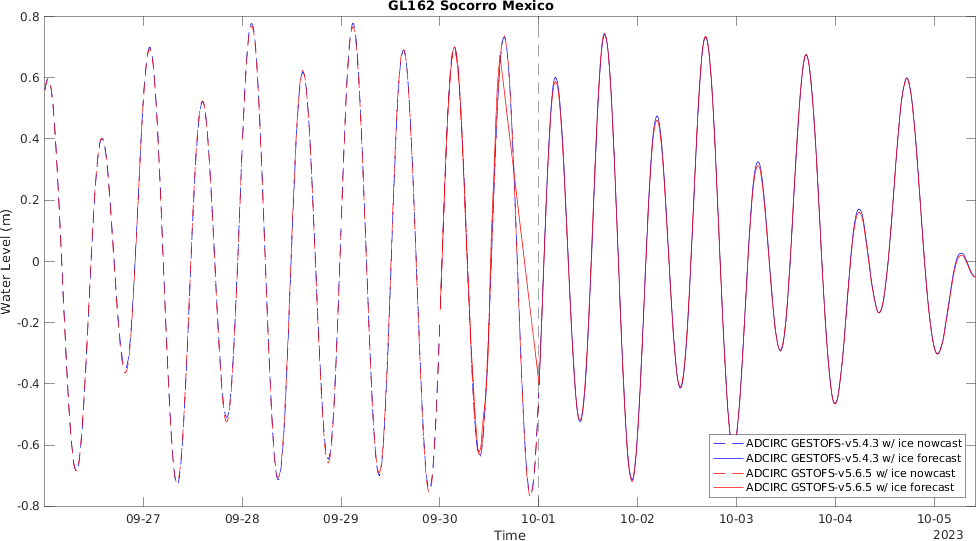 GL162 Socorro Mexico
0.8
0.6
0.4
0.2
0
-0.2
-0.4
-0.6
-0.8
Water Level (m)
09-27
09-28
09-29
09-30
10-01
10-02
10-03
10-04
10-05
Time
2023
ADCIRC GESTOFS-v5.4.3 w/ ice nowcast
ADCIRC GESTOFS-v5.4.3 w/ ice forecast
ADCIRC GSTOFS-v5.6.5 w/ ice nowcast
ADCIRC GSTOFS-v5.6.5 w/ ice forecast